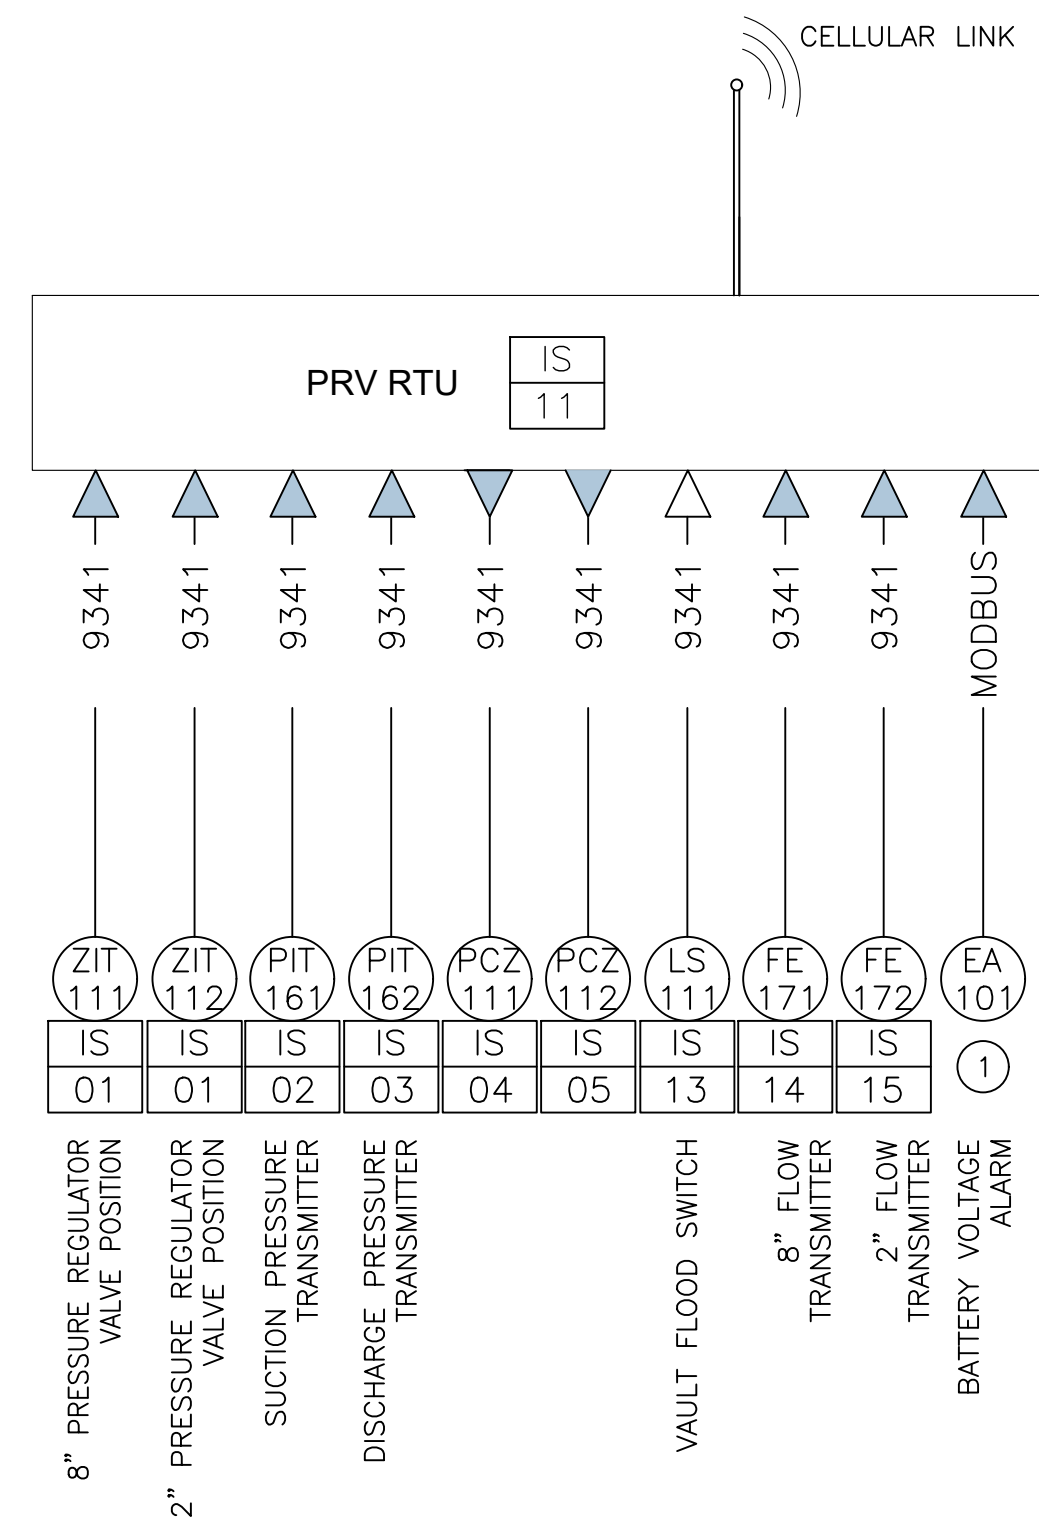 CELLULAR LINK
PRV RTU
IS
11
9341
9341
9341
9341
9341
9341
9341
9341
9341
MODBUS
ZIT
111
IS
01
ZIT
112
IS
01
PIT
161
IS
02
PIT
162
IS
03
PCZ
111
IS
04
PCZ
112
IS
05
LS
111
IS
13
FE
171
IS
14
FE
172
IS
15
EA
101
1
8” PRESSURE REGULATOR
VALVE POSITION
2” PRESSURE REGULATOR
VALVE POSITION
SUCTION PRESSURE
TRANSMITTER
DISCHARGE PRESSURE
TRANSMITTER
VAULT FLOOD SWITCH
8” FLOW
TRANSMITTER
2” FLOW
TRANSMITTER
BATTERY VOLTAGE
ALARM